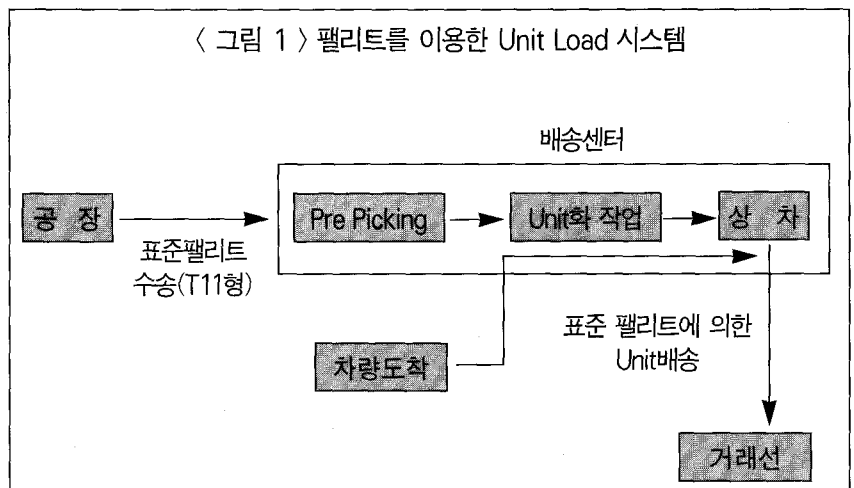 〈 그림 1 〉 팰리트를 이용한 Unit Load 시스템
배송센터
공 장
Pre Picking
Unit화 작업
상 차
표준팰리트
수송(T11형)
표준 팰리트에 의한
Unit배송
차량도착
거래선